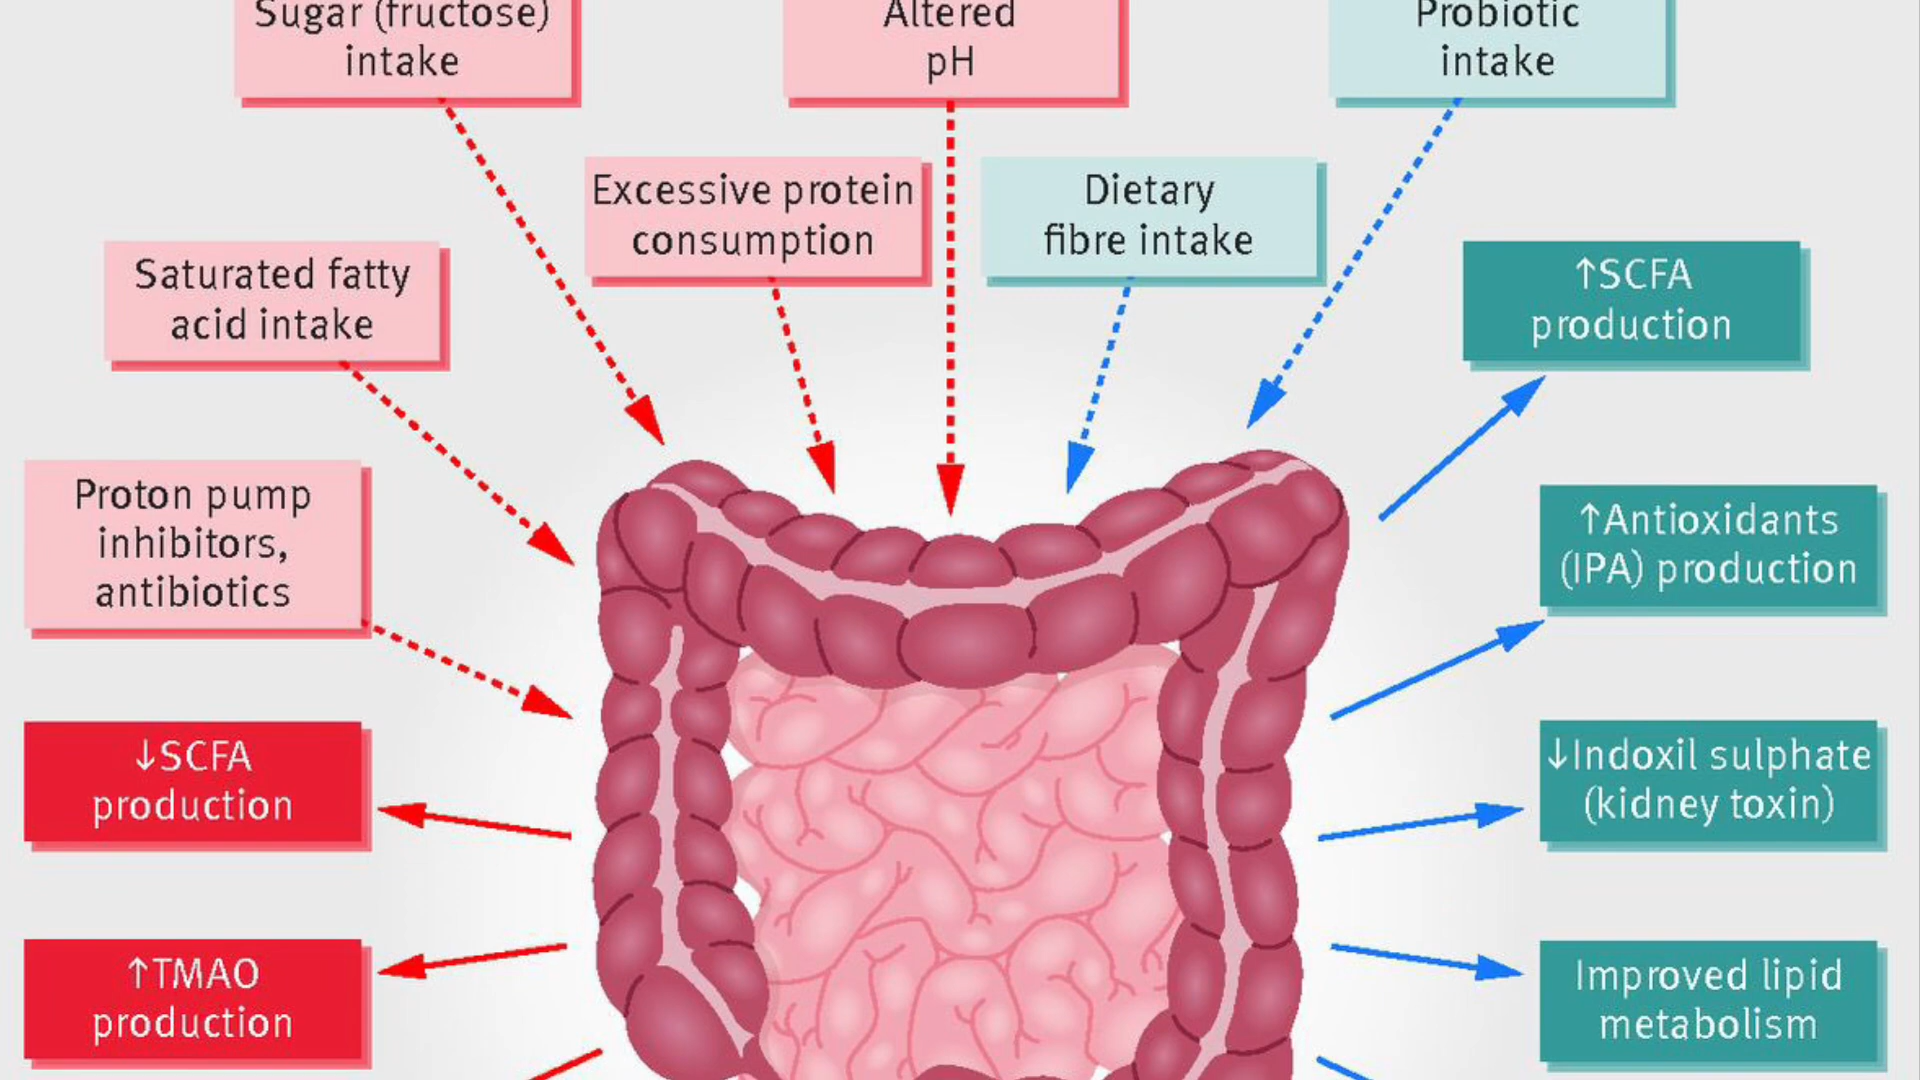 Sugar (fructose)
intake
Altered
pH
Probiotic
intake
Excessive protein
consumption
Dietary
fibre intake
Saturated fatty
acid intake
↑SCFA
production
Proton pump
inhibitors,
antibiotics
↑Antioxidants
(IPA) production
↓SCFA
production
↓Indoxil sulphate
(kidney toxin)
↑TMAO
production
Improved lipid
metabolism